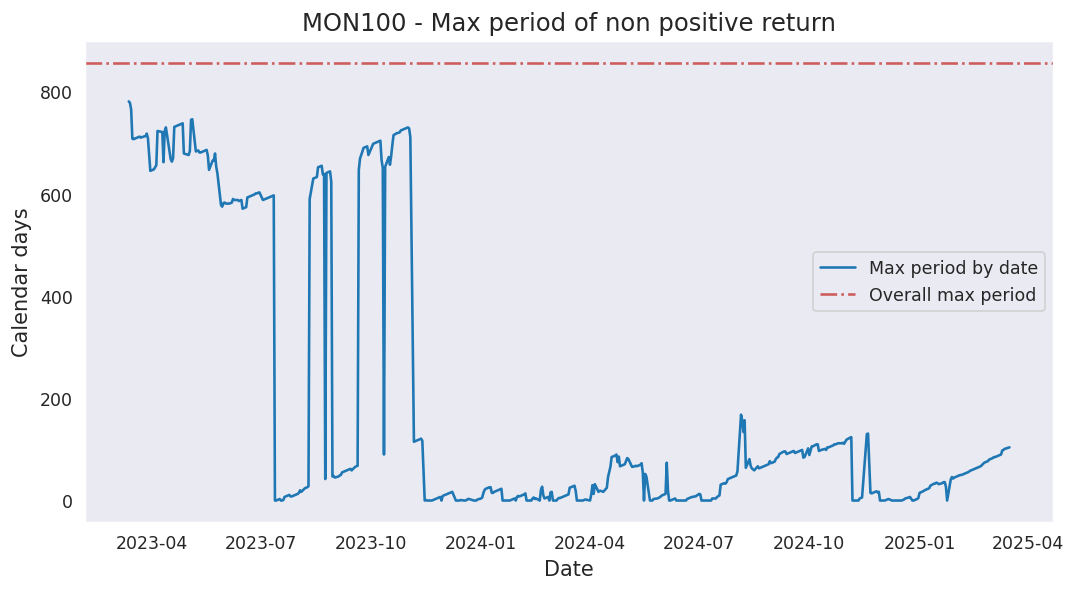 MON100 - Max period of non positive return
Calendar days
800
600
400
200
0
Max period by date
Overall max period
2023-04 2023-07 2023-10 2024-01 2024-04 2024-07 2024-10 2025-01 2025-04
Date